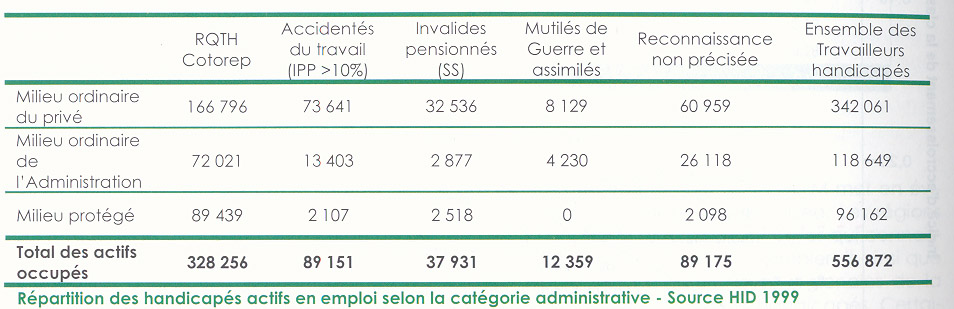 RQTH Cotorep
Accidentés du travail (IPP >10%)
Invalides pensionnés (SS)
Mutilés de Guerre et assimilés
Reconnaissance non précisée
Ensemble des Travailleurs handicapés
Milieu ordinaire du privé 166 796 73 641 32 536 8 129 60 959 342 061
Milieu ordinaire de l'Administration 72 021 13 403 2 877 4 230 26 118 118 649
Milieu protégé 89 439 2 107 2 518 0 2 098 96 162
Total des actifs occupés 328 256 89 151 37 931 12 359 89 175 556 872
Répartition des handicapés actifs en emploi selon la catégorie administrative - Source HID 1999